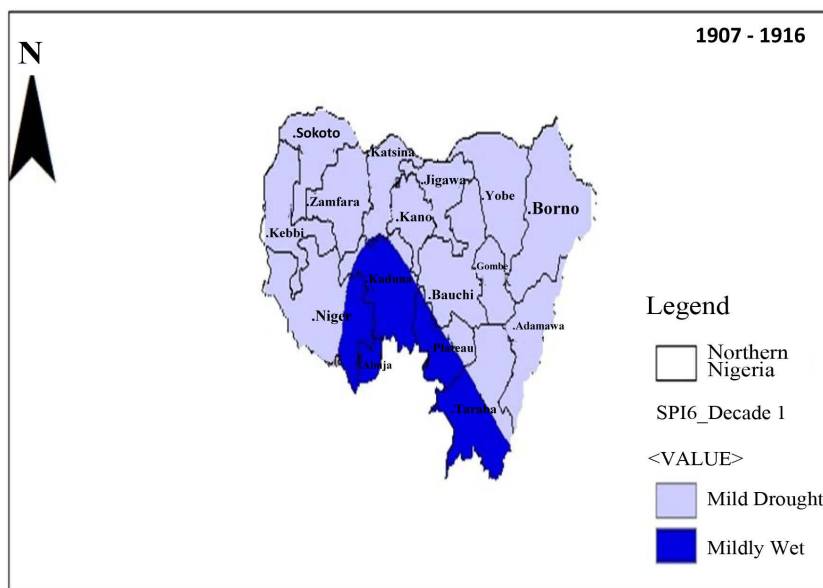 1907 - 1916
N
.Sokoto
.Katsina
.Jigawa
Yobe
.Zamfara
.Kano
.Borno
.Kebbi
.Gombe
.Kaduna
.Bauchi
.Niger
.Adamawa
.Plateau
.Abuja
.Taraba
Legend
Northern
Nigeria
SPI6_Decade 1
<VALUE>
Mild Drought
Mildly Wet